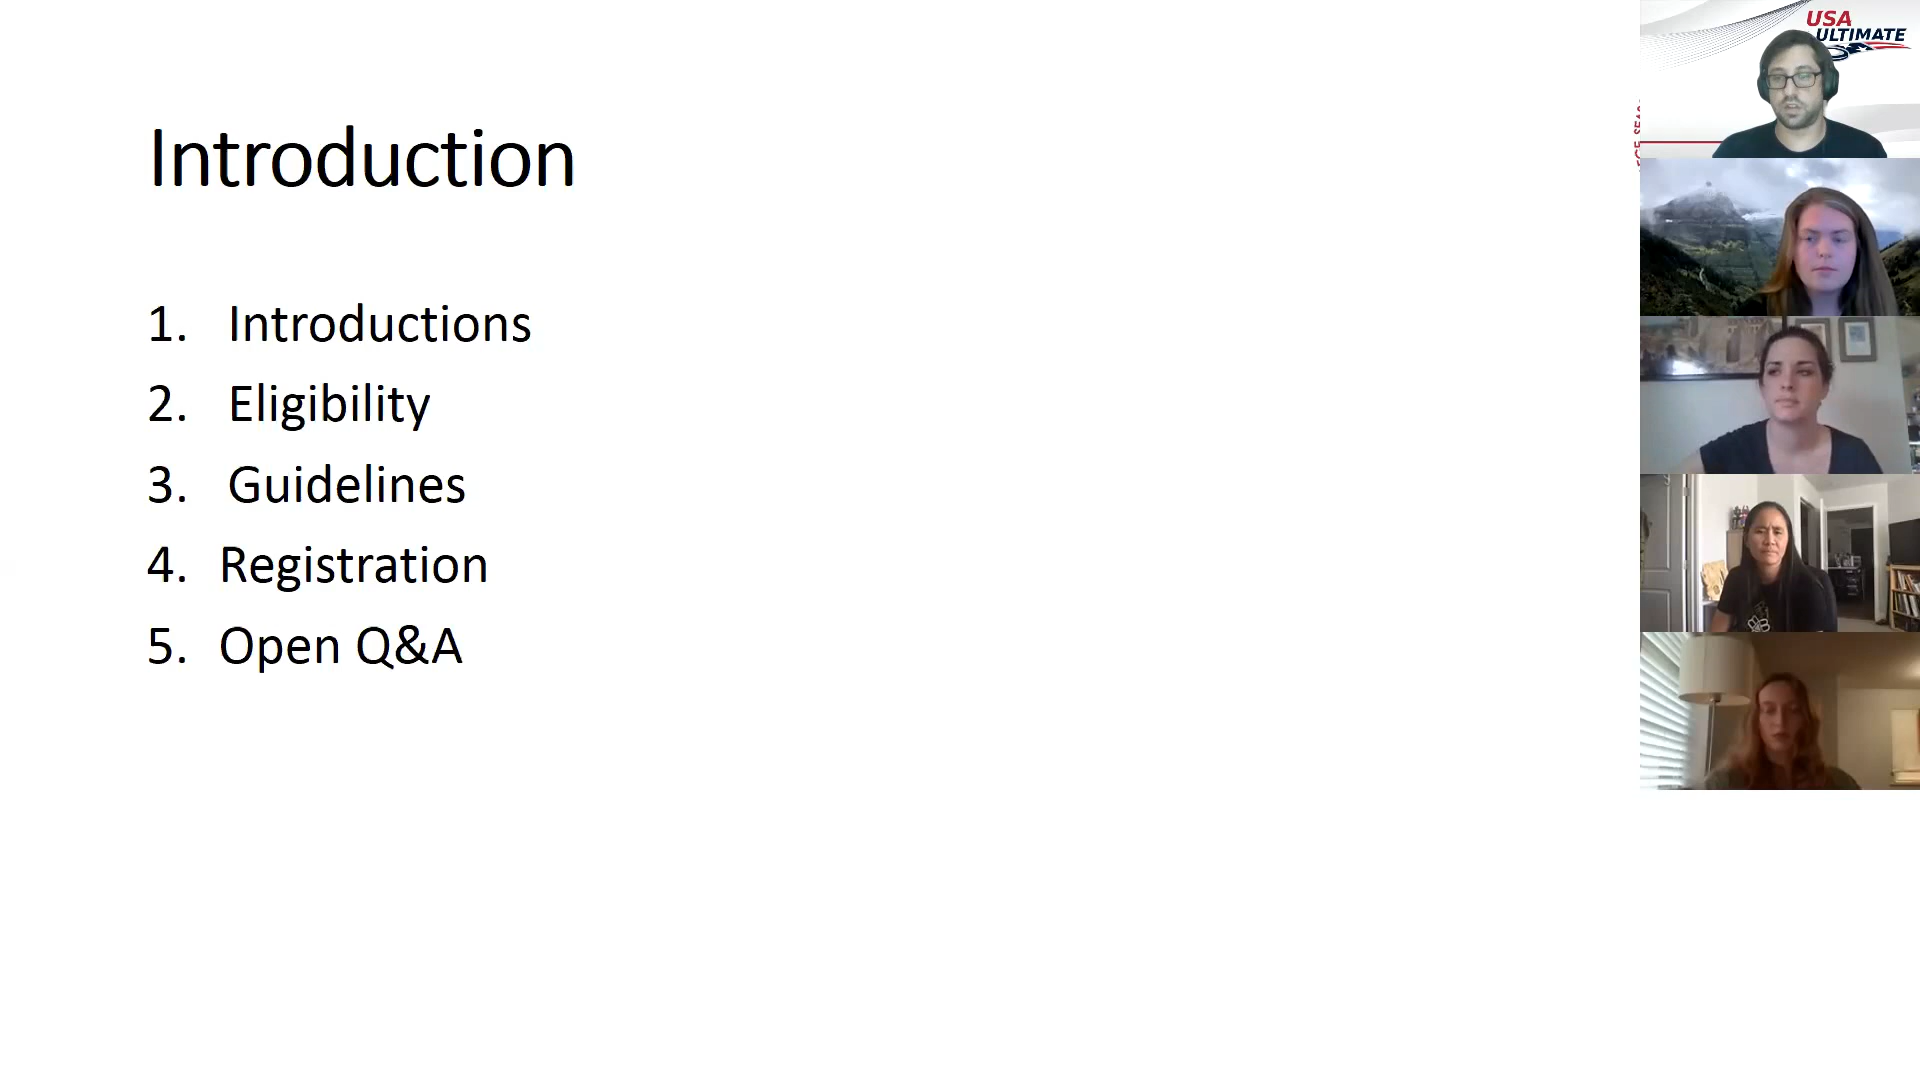 Introduction
1. Introductions
2. Eligibility
3. Guidelines
4. Registration
5. Open Q&A
USA
ULTIMATE